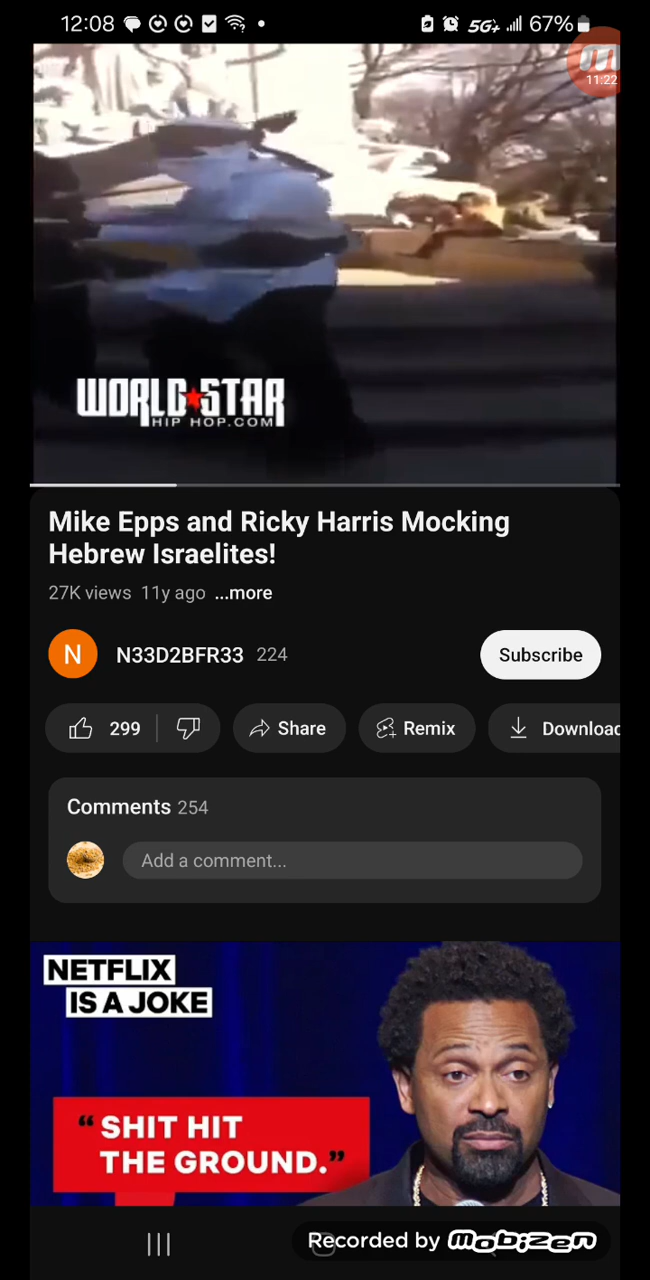 12:08
5G+
67%
11:22
WORLD STAR
HIP HOP.COM
Mike Epps and Ricky Harris Mocking
Hebrew Israelites!
27K views 11y ago ...more
N
N33D2BFR33 224
Subscribe
299
Share
Remix
Download
Comments 254
Add a comment...
NETFLIX
IS A JOKE
“SHIT HIT
THE GROUND.”
Recorded by mobizen